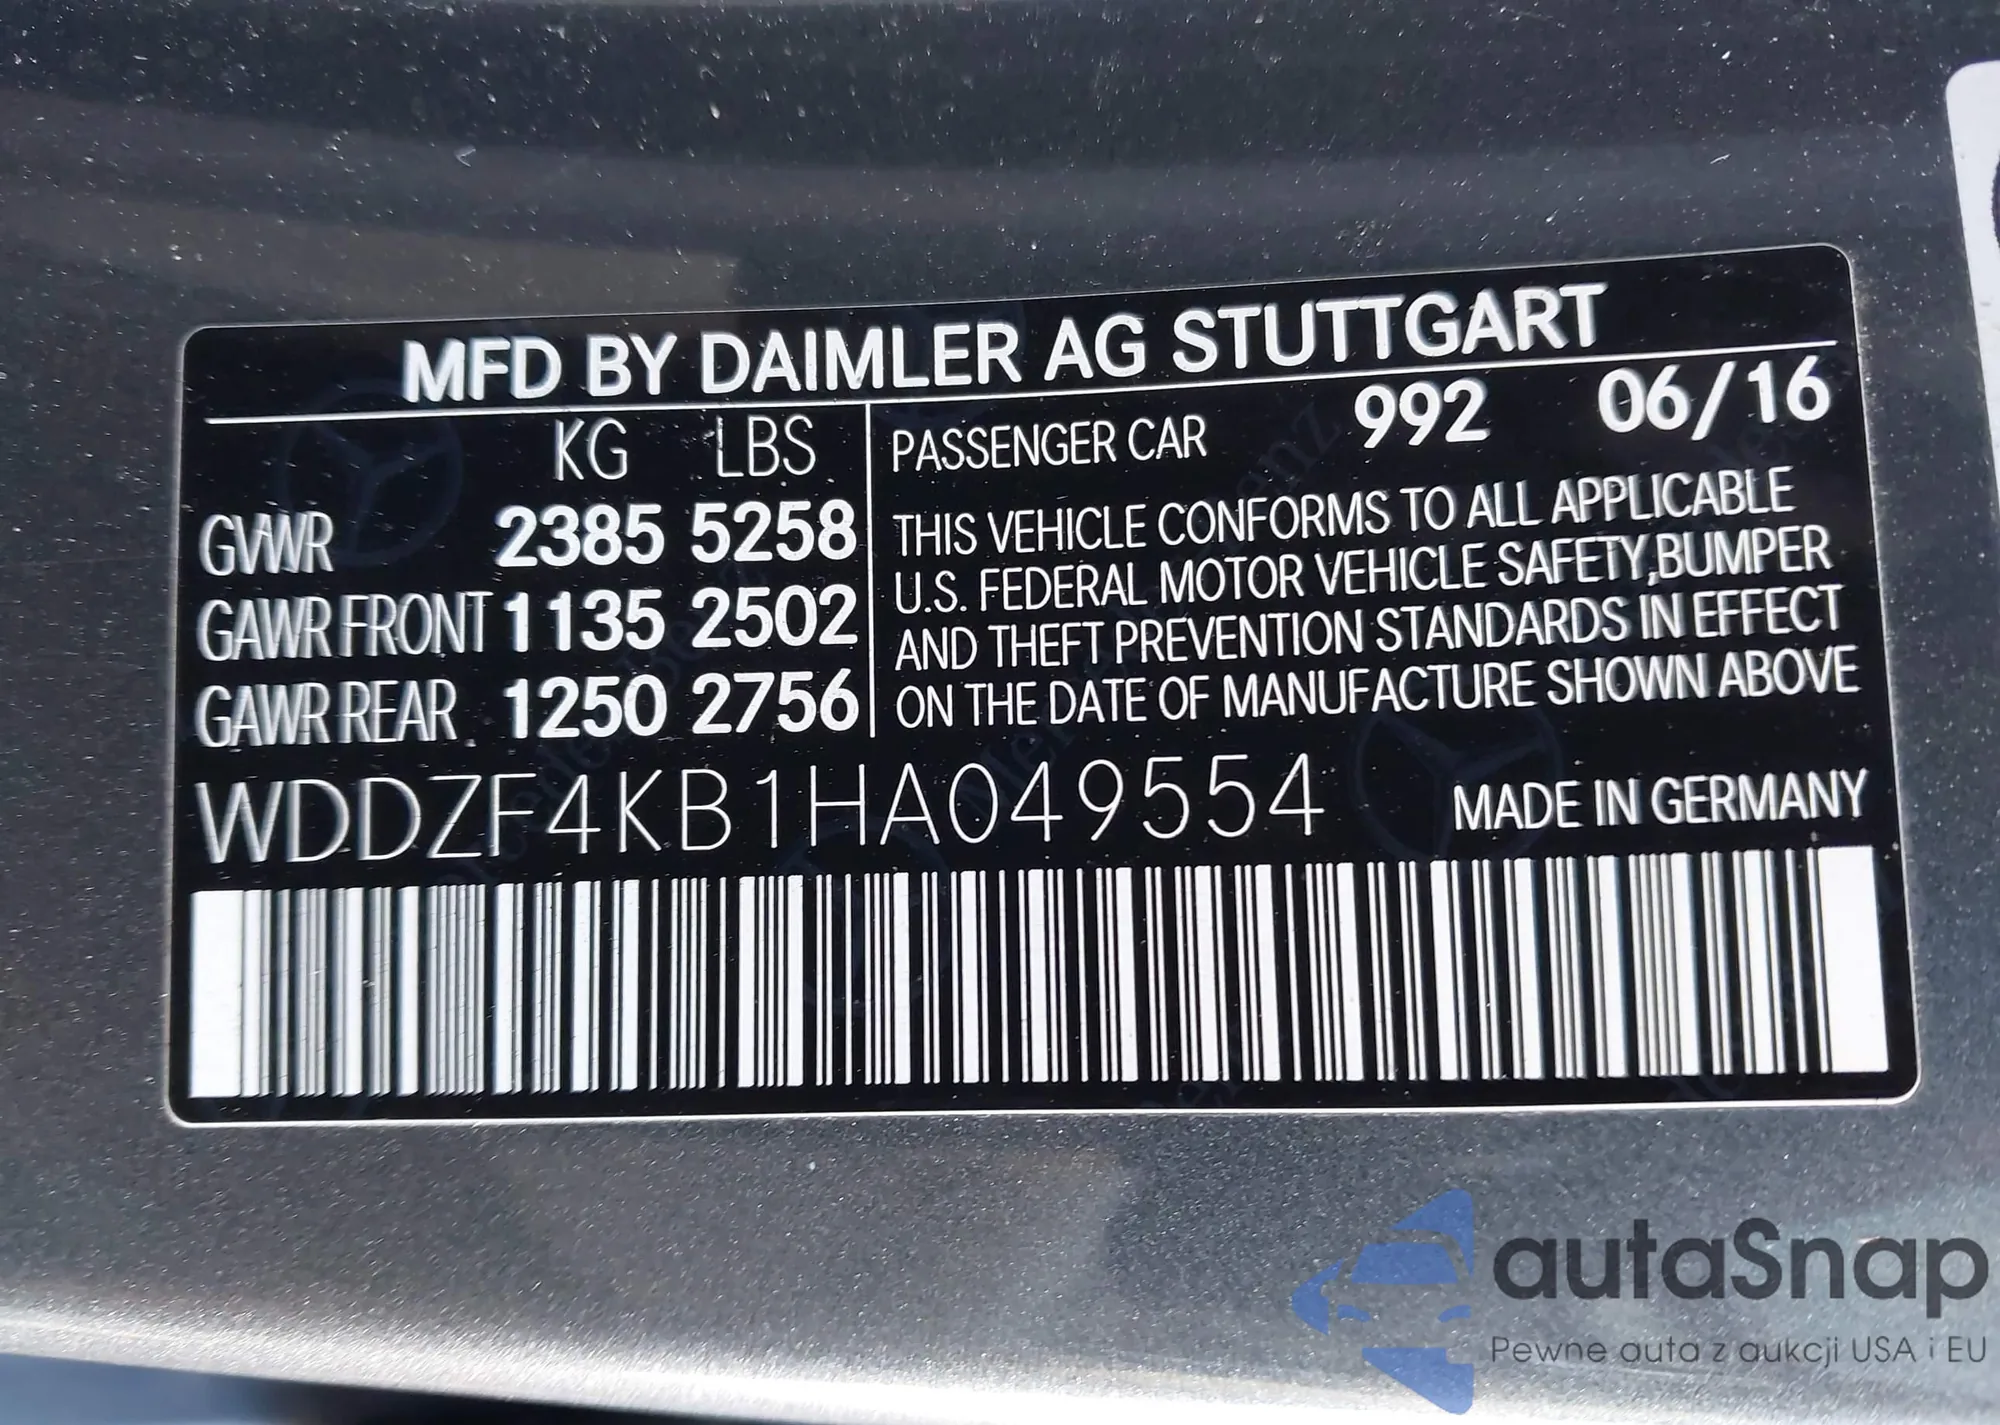 MFD BY DAIMLER AG STUTTGART
KG LBS
GVWR 2385 5258
GAWR FRONT 1135 2502
GAWR REAR 1250 2756
PASSENGER CAR 992 06/16
THIS VEHICLE CONFORMS TO ALL APPLICABLE
U.S. FEDERAL MOTOR VEHICLE SAFETY,BUMPER
AND THEFT PREVENTION STANDARDS IN EFFECT
ON THE DATE OF MANUFACTURE SHOWN ABOVE
WDDZF4KB1HA049554 MADE IN GERMANY
autaSnap
Pewne auta z aukcji USA i EU